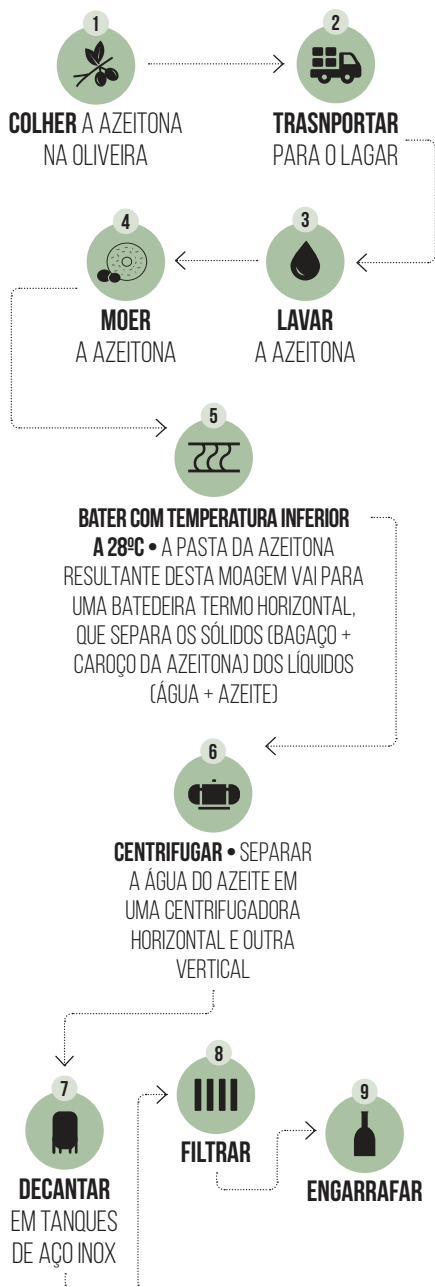 1
COLHER A AZEITONA
NA OLIVEIRA
2
TRASNPORTAR
PARA O LAGAR
3
LAVAR
A AZEITONA
4
MOER
A AZEITONA
5
BATER COM TEMPERATURA INFERIOR
A 28ºC • A PASTA DA AZEITONA
RESULTANTE DESTA MOAGEM VAI PARA
UMA BATEDEIRA TERMO HORIZONTAL,
QUE SEPARA OS SÓLIDOS (BAGAÇO +
CAROÇO DA AZEITONA) DOS LÍQUIDOS
(ÁGUA + AZEITE)
6
CENTRIFUGAR • SEPARAR
A ÁGUA DO AZEITE EM
UMA CENTRIFUGADORA
HORIZONTAL E OUTRA
VERTICAL
7
DECANTAR
EM TANQUES
DE AÇO INOX
8
FILTRAR
9
ENGARRAFAR